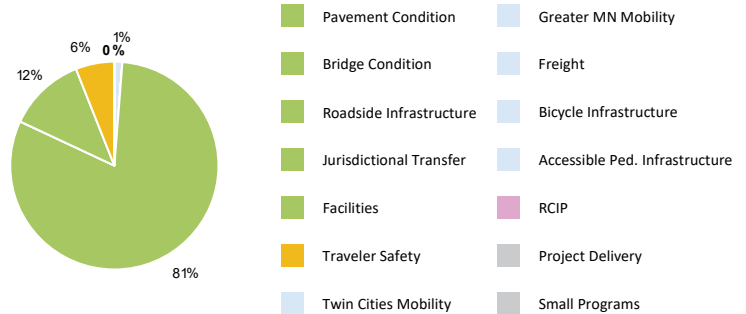 1%
0%
6%
12%
81%
Pavement Condition
Bridge Condition
Roadside Infrastructure
Jurisdictional Transfer
Facilities
Traveler Safety
Twin Cities Mobility
Greater MN Mobility
Freight
Bicycle Infrastructure
Accessible Ped. Infrastructure
RCIP
Project Delivery
Small Programs